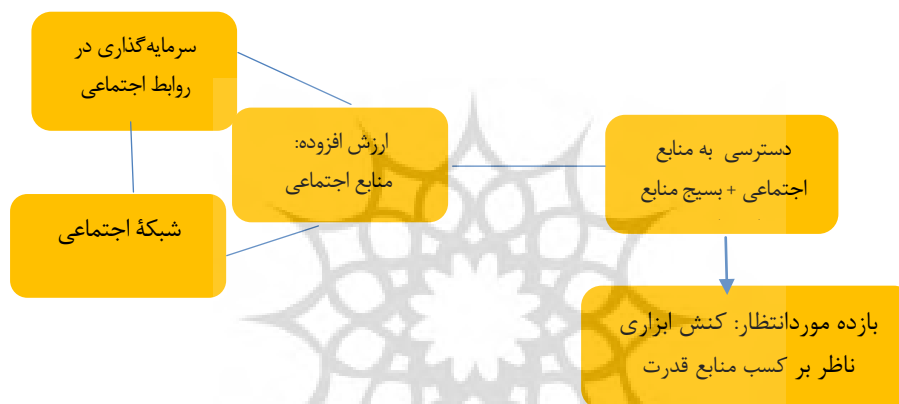 سرمایه‌گذاری در
روابط اجتماعی
ارزش افزوده:
منابع اجتماعی
دسترسی به منابع
اجتماعی + بسیج منابع
شبکۀ اجتماعی
بازده موردانتظار: کنش ابزاری
ناظر بر کسب منابع قدرت